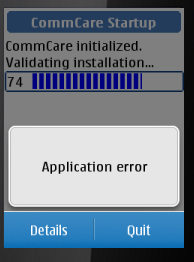 CommCare Startup
CommCare initialized.
Validating installation...
74
Application error
Details Quit